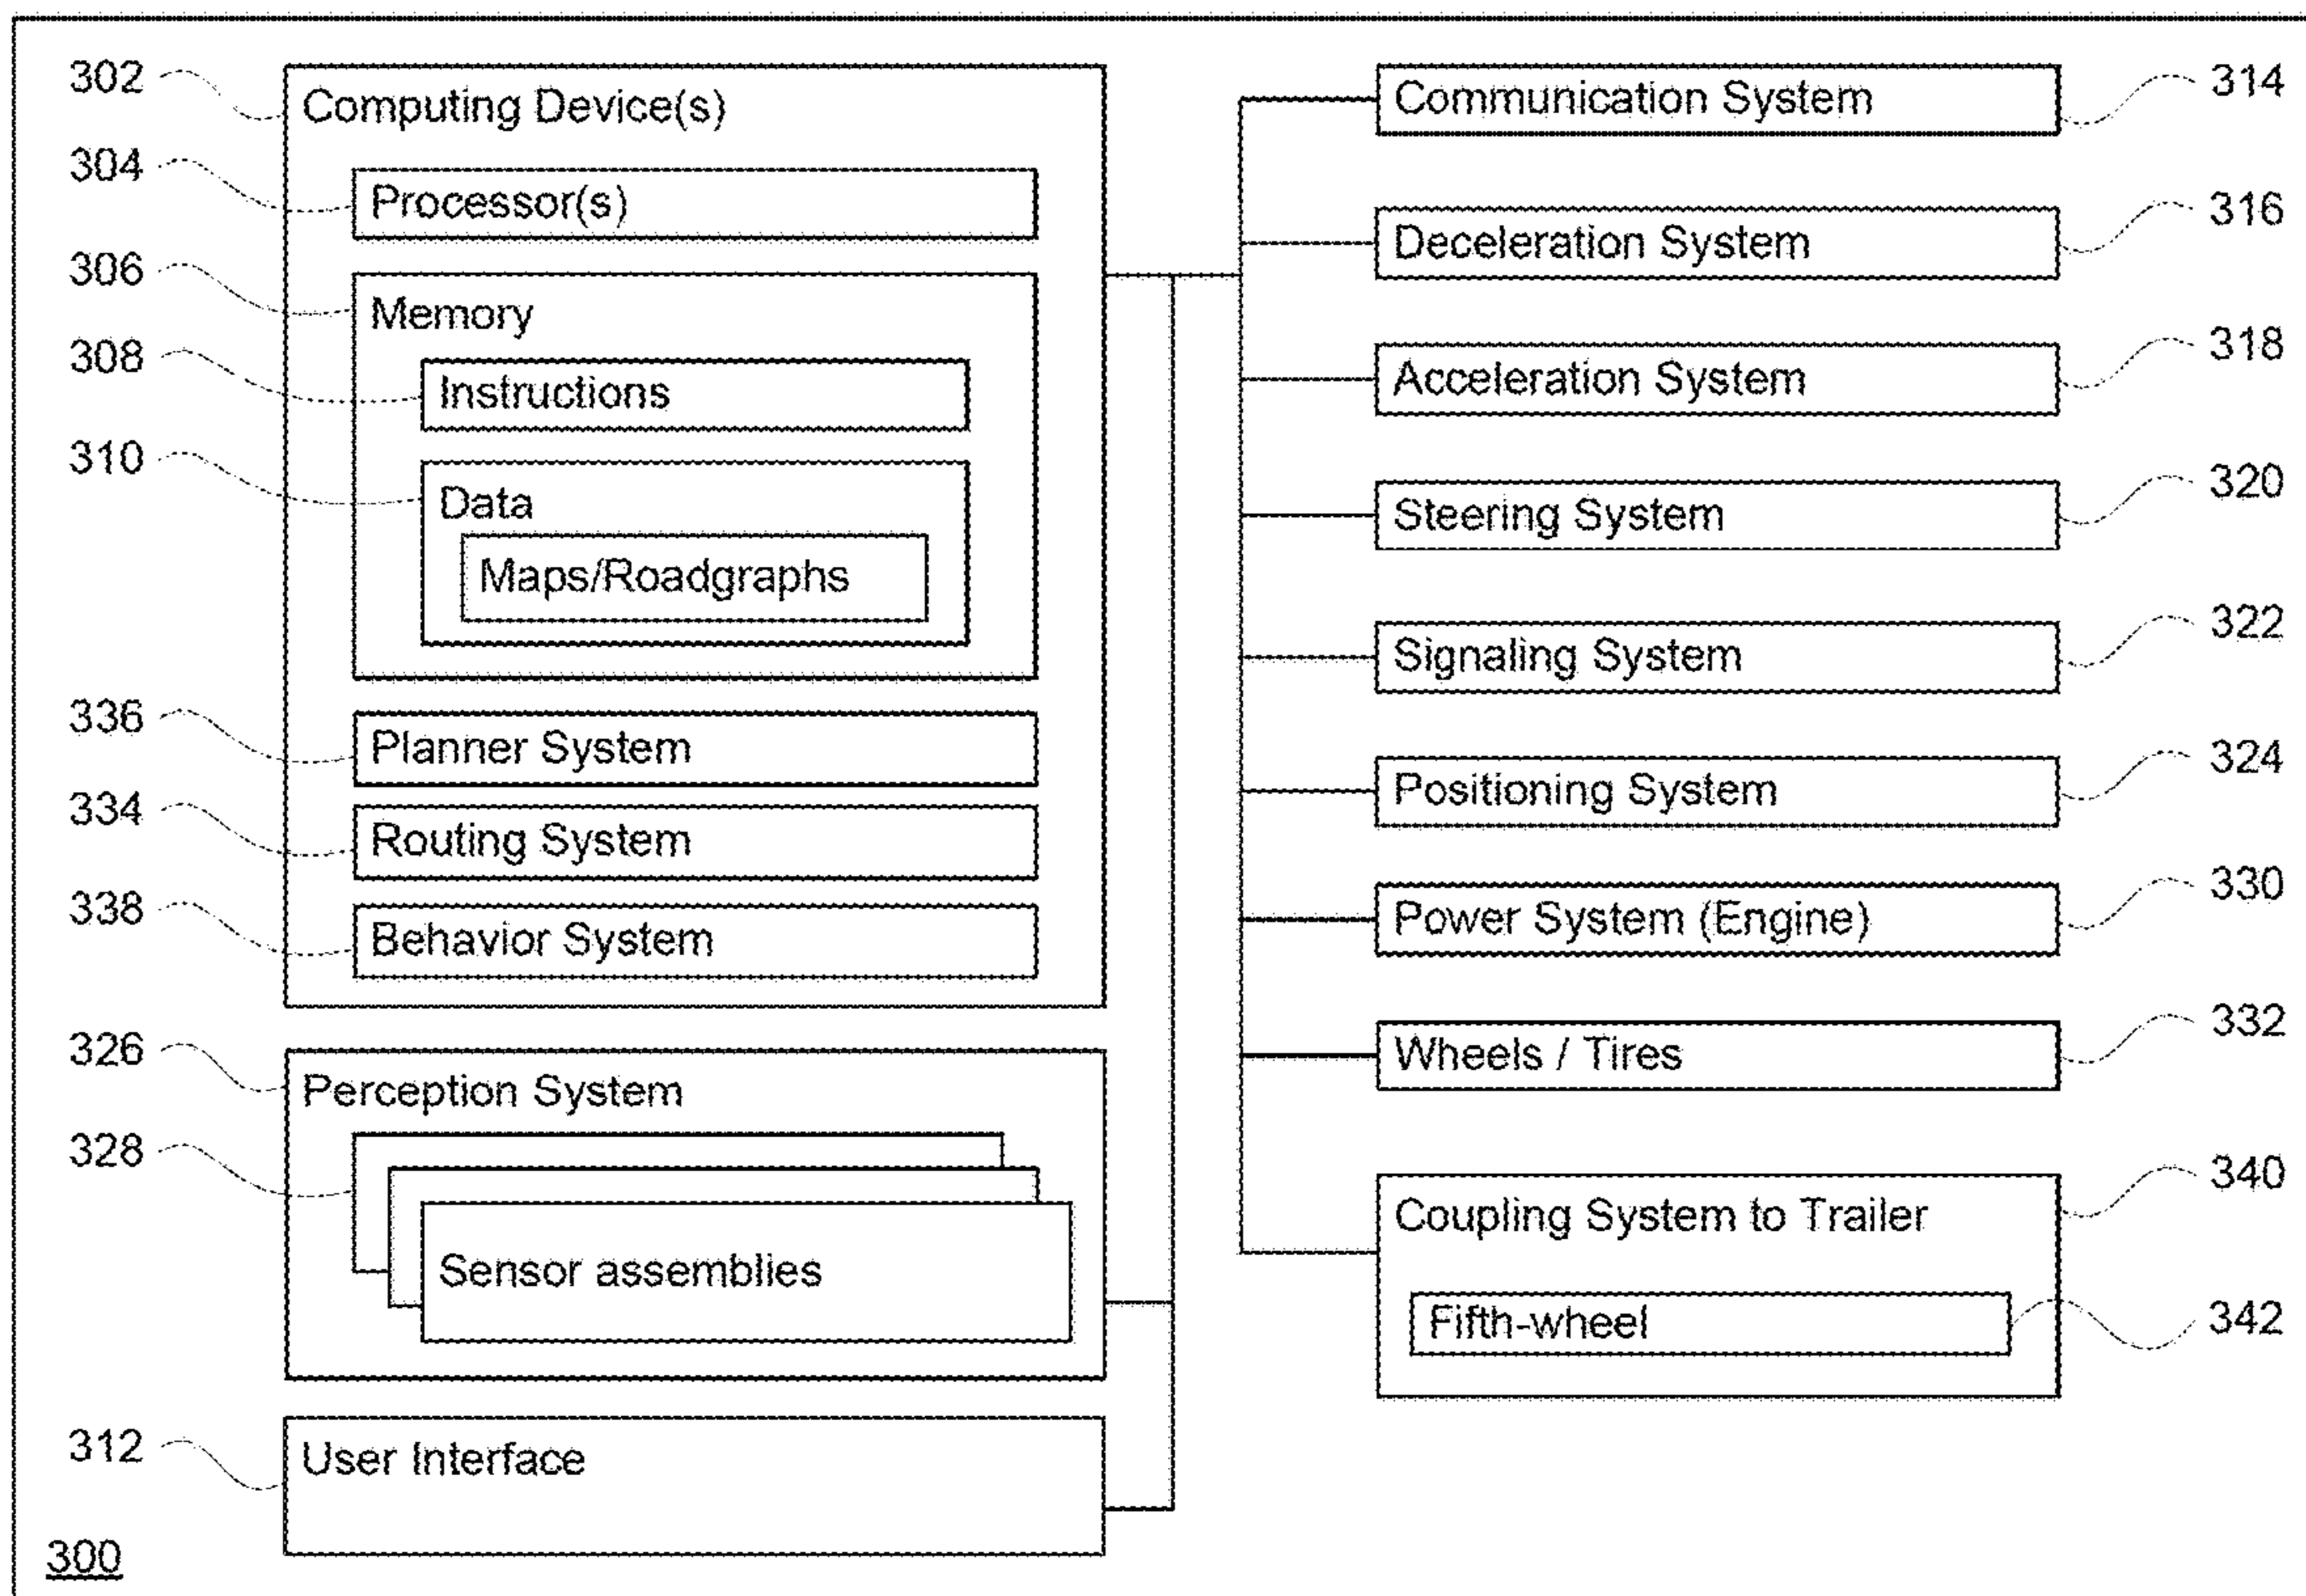 302
Computing Device(s)
304
Processor(s)
306
Memory
308
Instructions
310
Data
Maps/Roadgraphs
336
Planner System
334
Routing System
338
Behavior System
326
Perception System
328
Sensor assemblies
312
User Interface
300
Communication System
314
Deceleration System
316
Acceleration System
318
Steering System
320
Signaling System
322
Positioning System
324
Power System (Engine)
330
Wheels / Tires
332
Coupling System to Trailer
340
Fifth-wheel
342